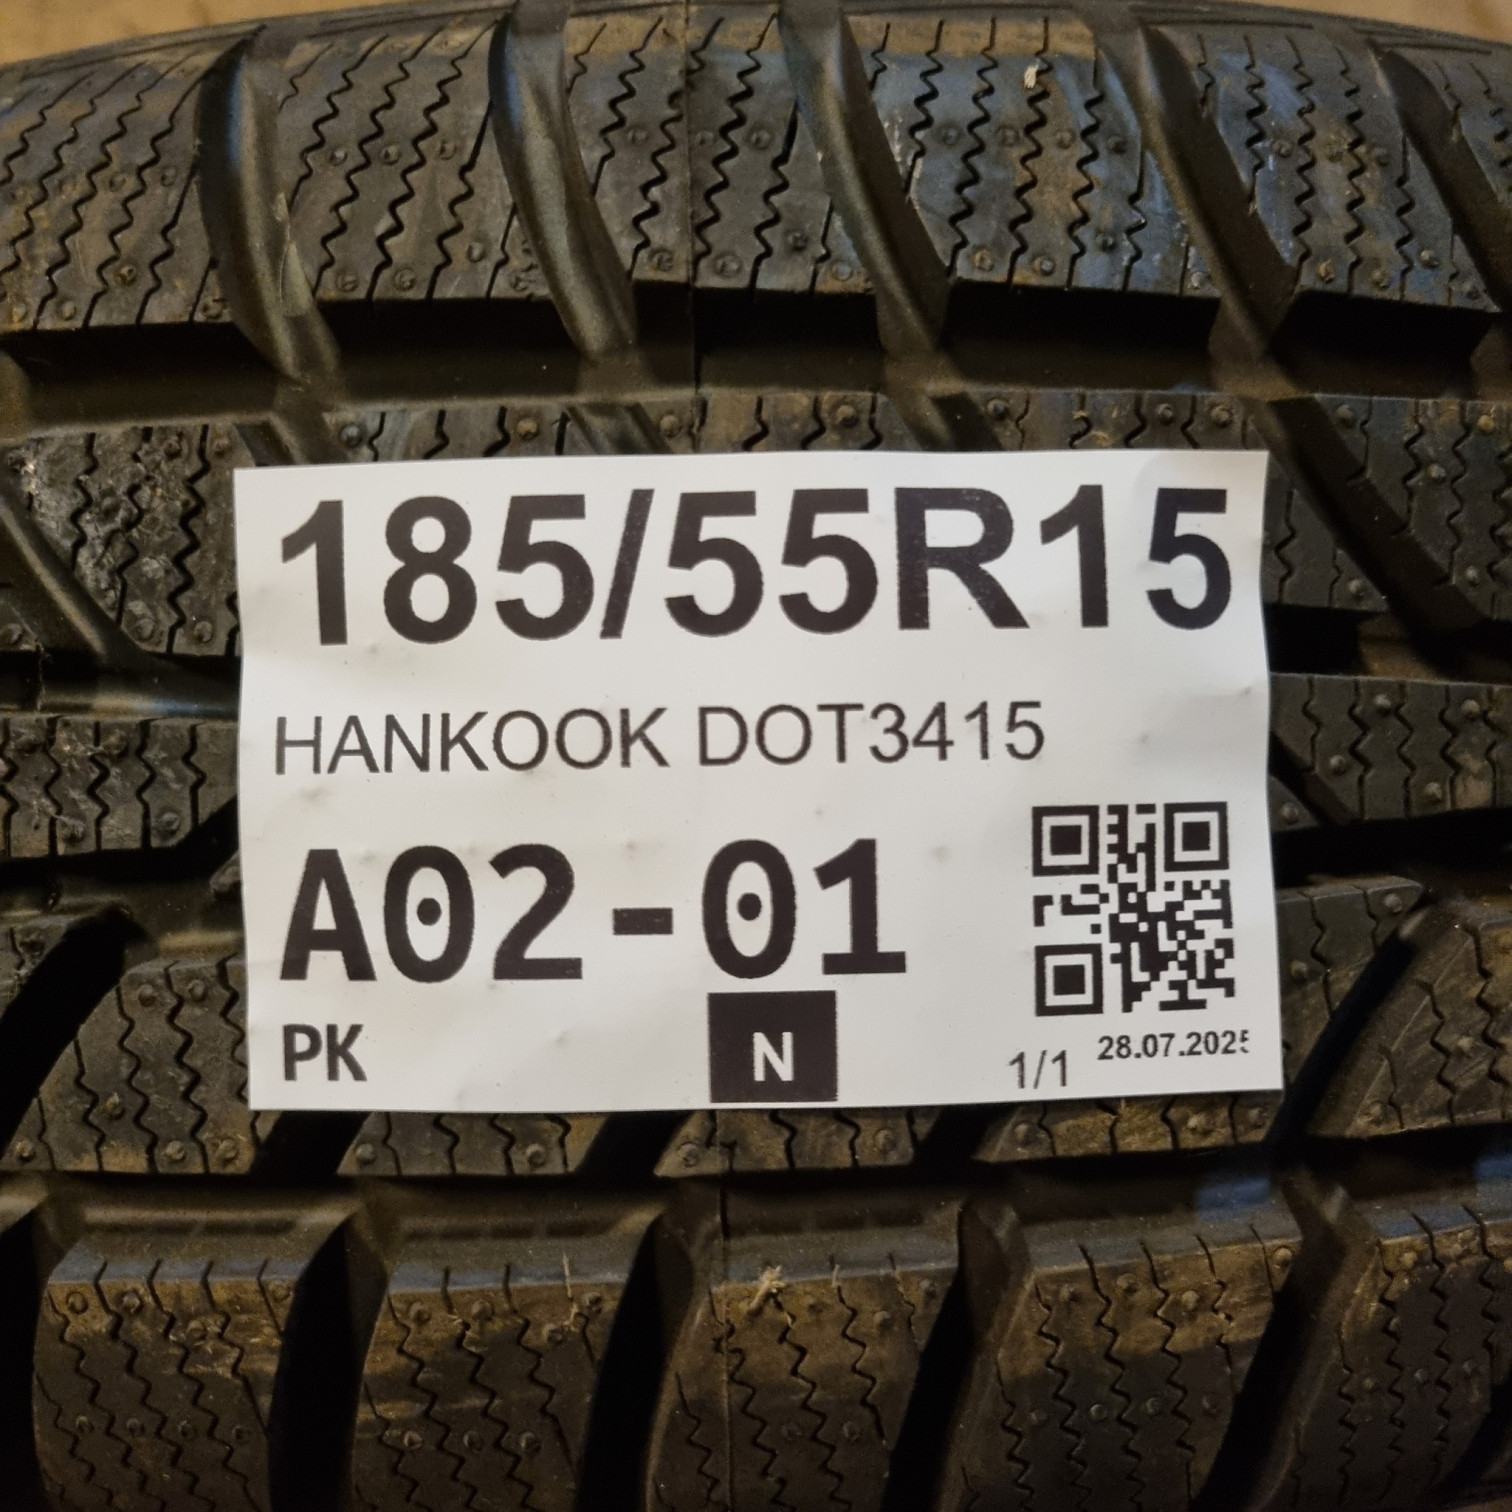 185/55R15
HANKOOK DOT3415
A02-01
PK
N
1/1
28.07.2025